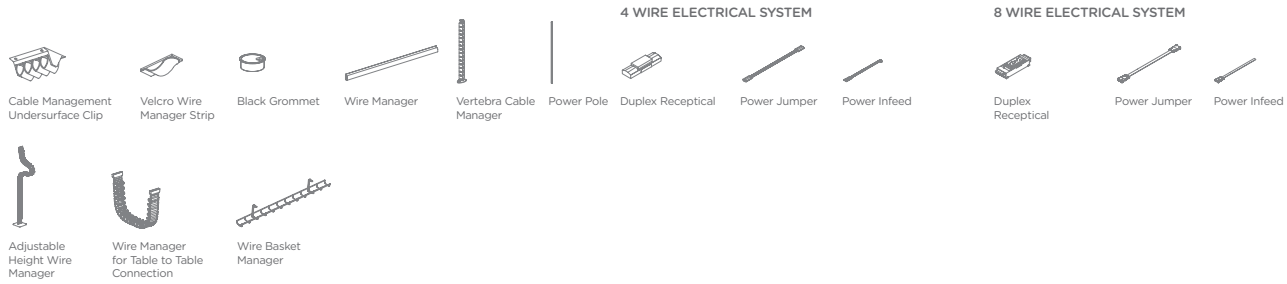 4 WIRE ELECTRICAL SYSTEM
8 WIRE ELECTRICAL SYSTEM
Cable Management
Undersurface Clip
Velcro Wire
Manager Strip
Black Grommet
Wire Manager
Vertebra Cable
Manager
Power Pole
Duplex Receptical
Power Jumper
Power Infeed
Duplex
Receptical
Power Jumper
Power Infeed
Adjustable
Height Wire
Manager
Wire Manager
for Table to Table
Connection
Wire Basket
Manager